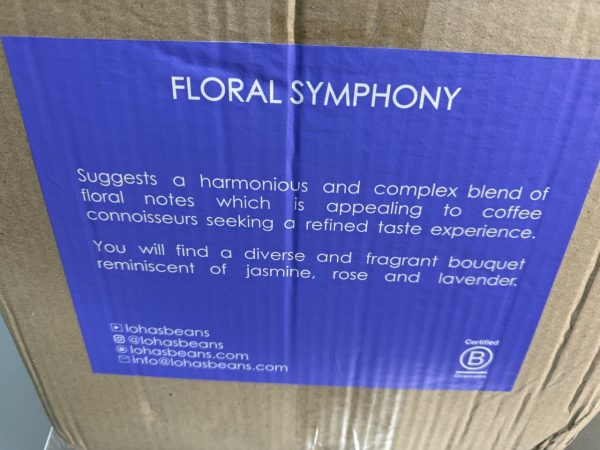 FLORAL SYMPHONY
Suggests a harmonious and complex blend of
floral notes which is appealing to coffee
connoisseurs seeking a refined taste experience.
You will find a diverse and fragrant bouquet
reminiscent of jasmine, rose and lavender.
lohasbeans
@lohasbeans
lohasbeans.com
info@lohasbeans.com
Certified
B
Corporation